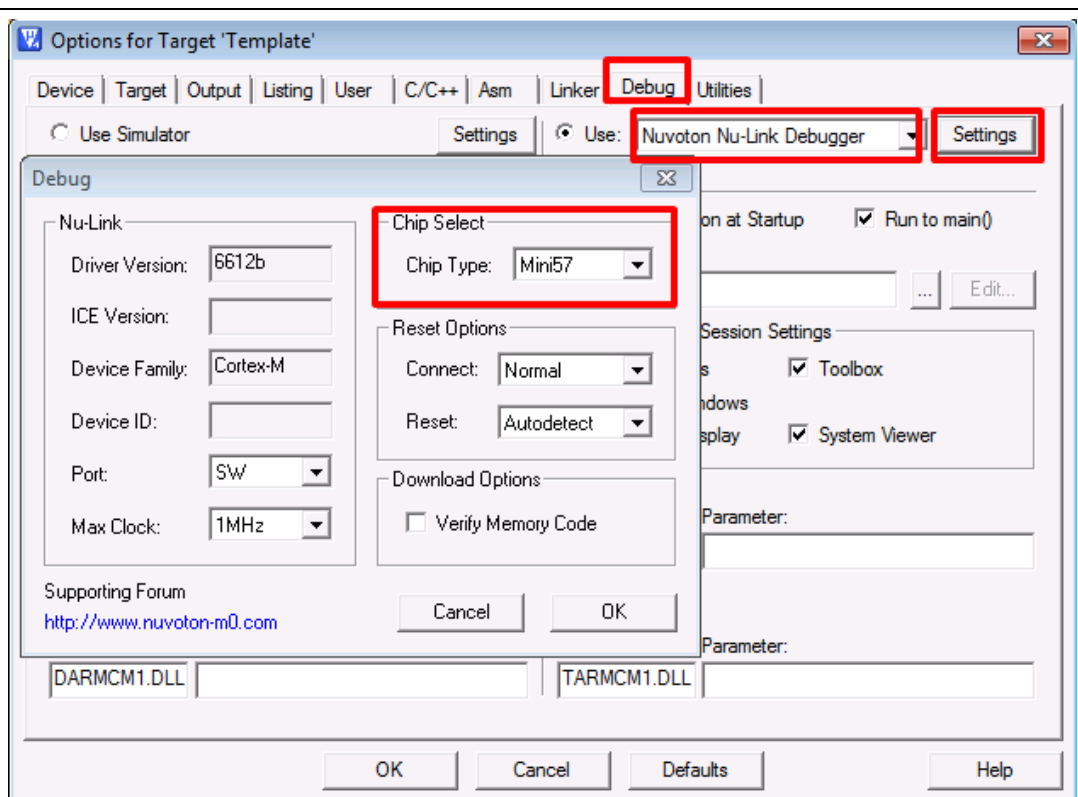 Options for Target 'Template'
Device Target Output Listing User C/C++ Asm Linker Debug Utilities
Use Simulator Settings Use: Nuvoton Nu-Link Debugger Settings
on at Startup Run to main()
... Edit...
Session Settings
s Toolbox
ndows
splay System Viewer
Parameter:
Parameter:
DARMCM1.DLL TARMCM1.DLL
OK Cancel Defaults Help
Debug
Nu-Link
Driver Version: 6612b
ICE Version:
Device Family: Cortex-M
Device ID:
Port: SW
Max Clock: 1MHz
Chip Select
Chip Type: Mini57
Reset Options
Connect: Normal
Reset: Autodetect
Download Options
Verify Memory Code
Supporting Forum
http://www.nuvoton-m0.com
Cancel OK